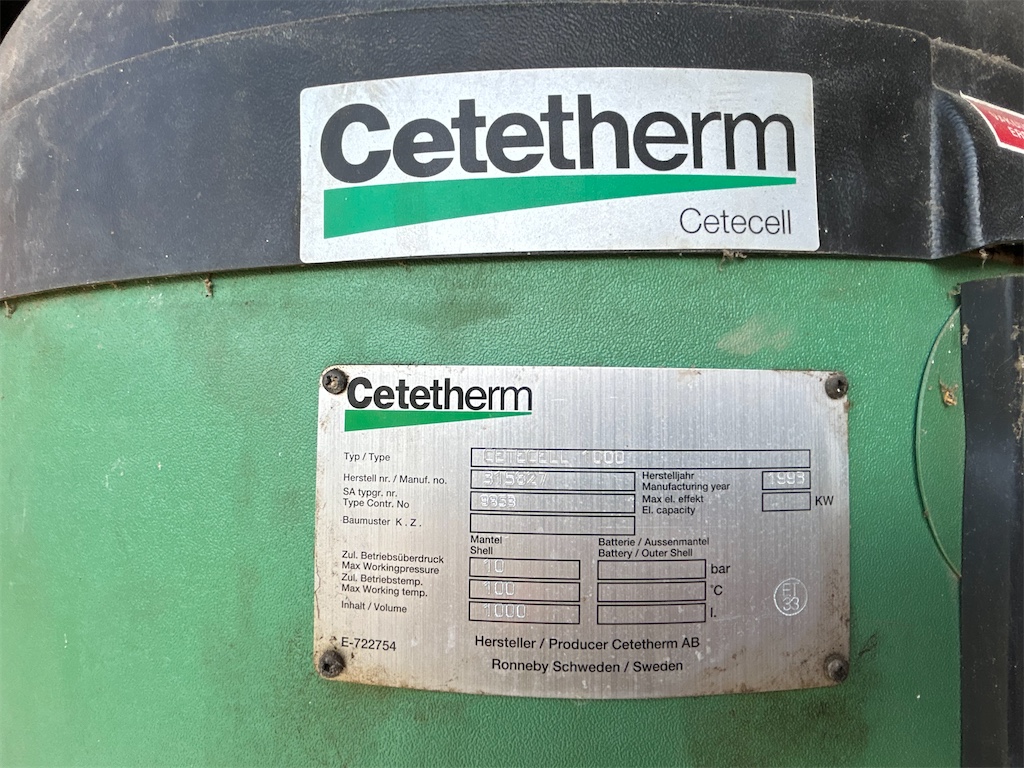 Cetetherm
Cetecell
Cetetherm
Typ / Type CETECELL 1000
Herstell nr. / Manuf. no.
Herstelljahr
Manufacturing year
SA typgr. nr.
Type Contr. No
Max el. effekt
El. capacity
KW
Baumuster K . Z .
Mantel
Shell
Batterie / Aussenmantel
Battery / Outer Shell
Zul. Betriebsüberdruck
Max Workingpressure
10
bar
Zul. Betriebstemp.
Max Working temp.
100
°C
Inhalt / Volume
1000
l.
ET
33
E-722754
Hersteller / Producer Cetetherm AB
Ronneby Schweden / Sweden